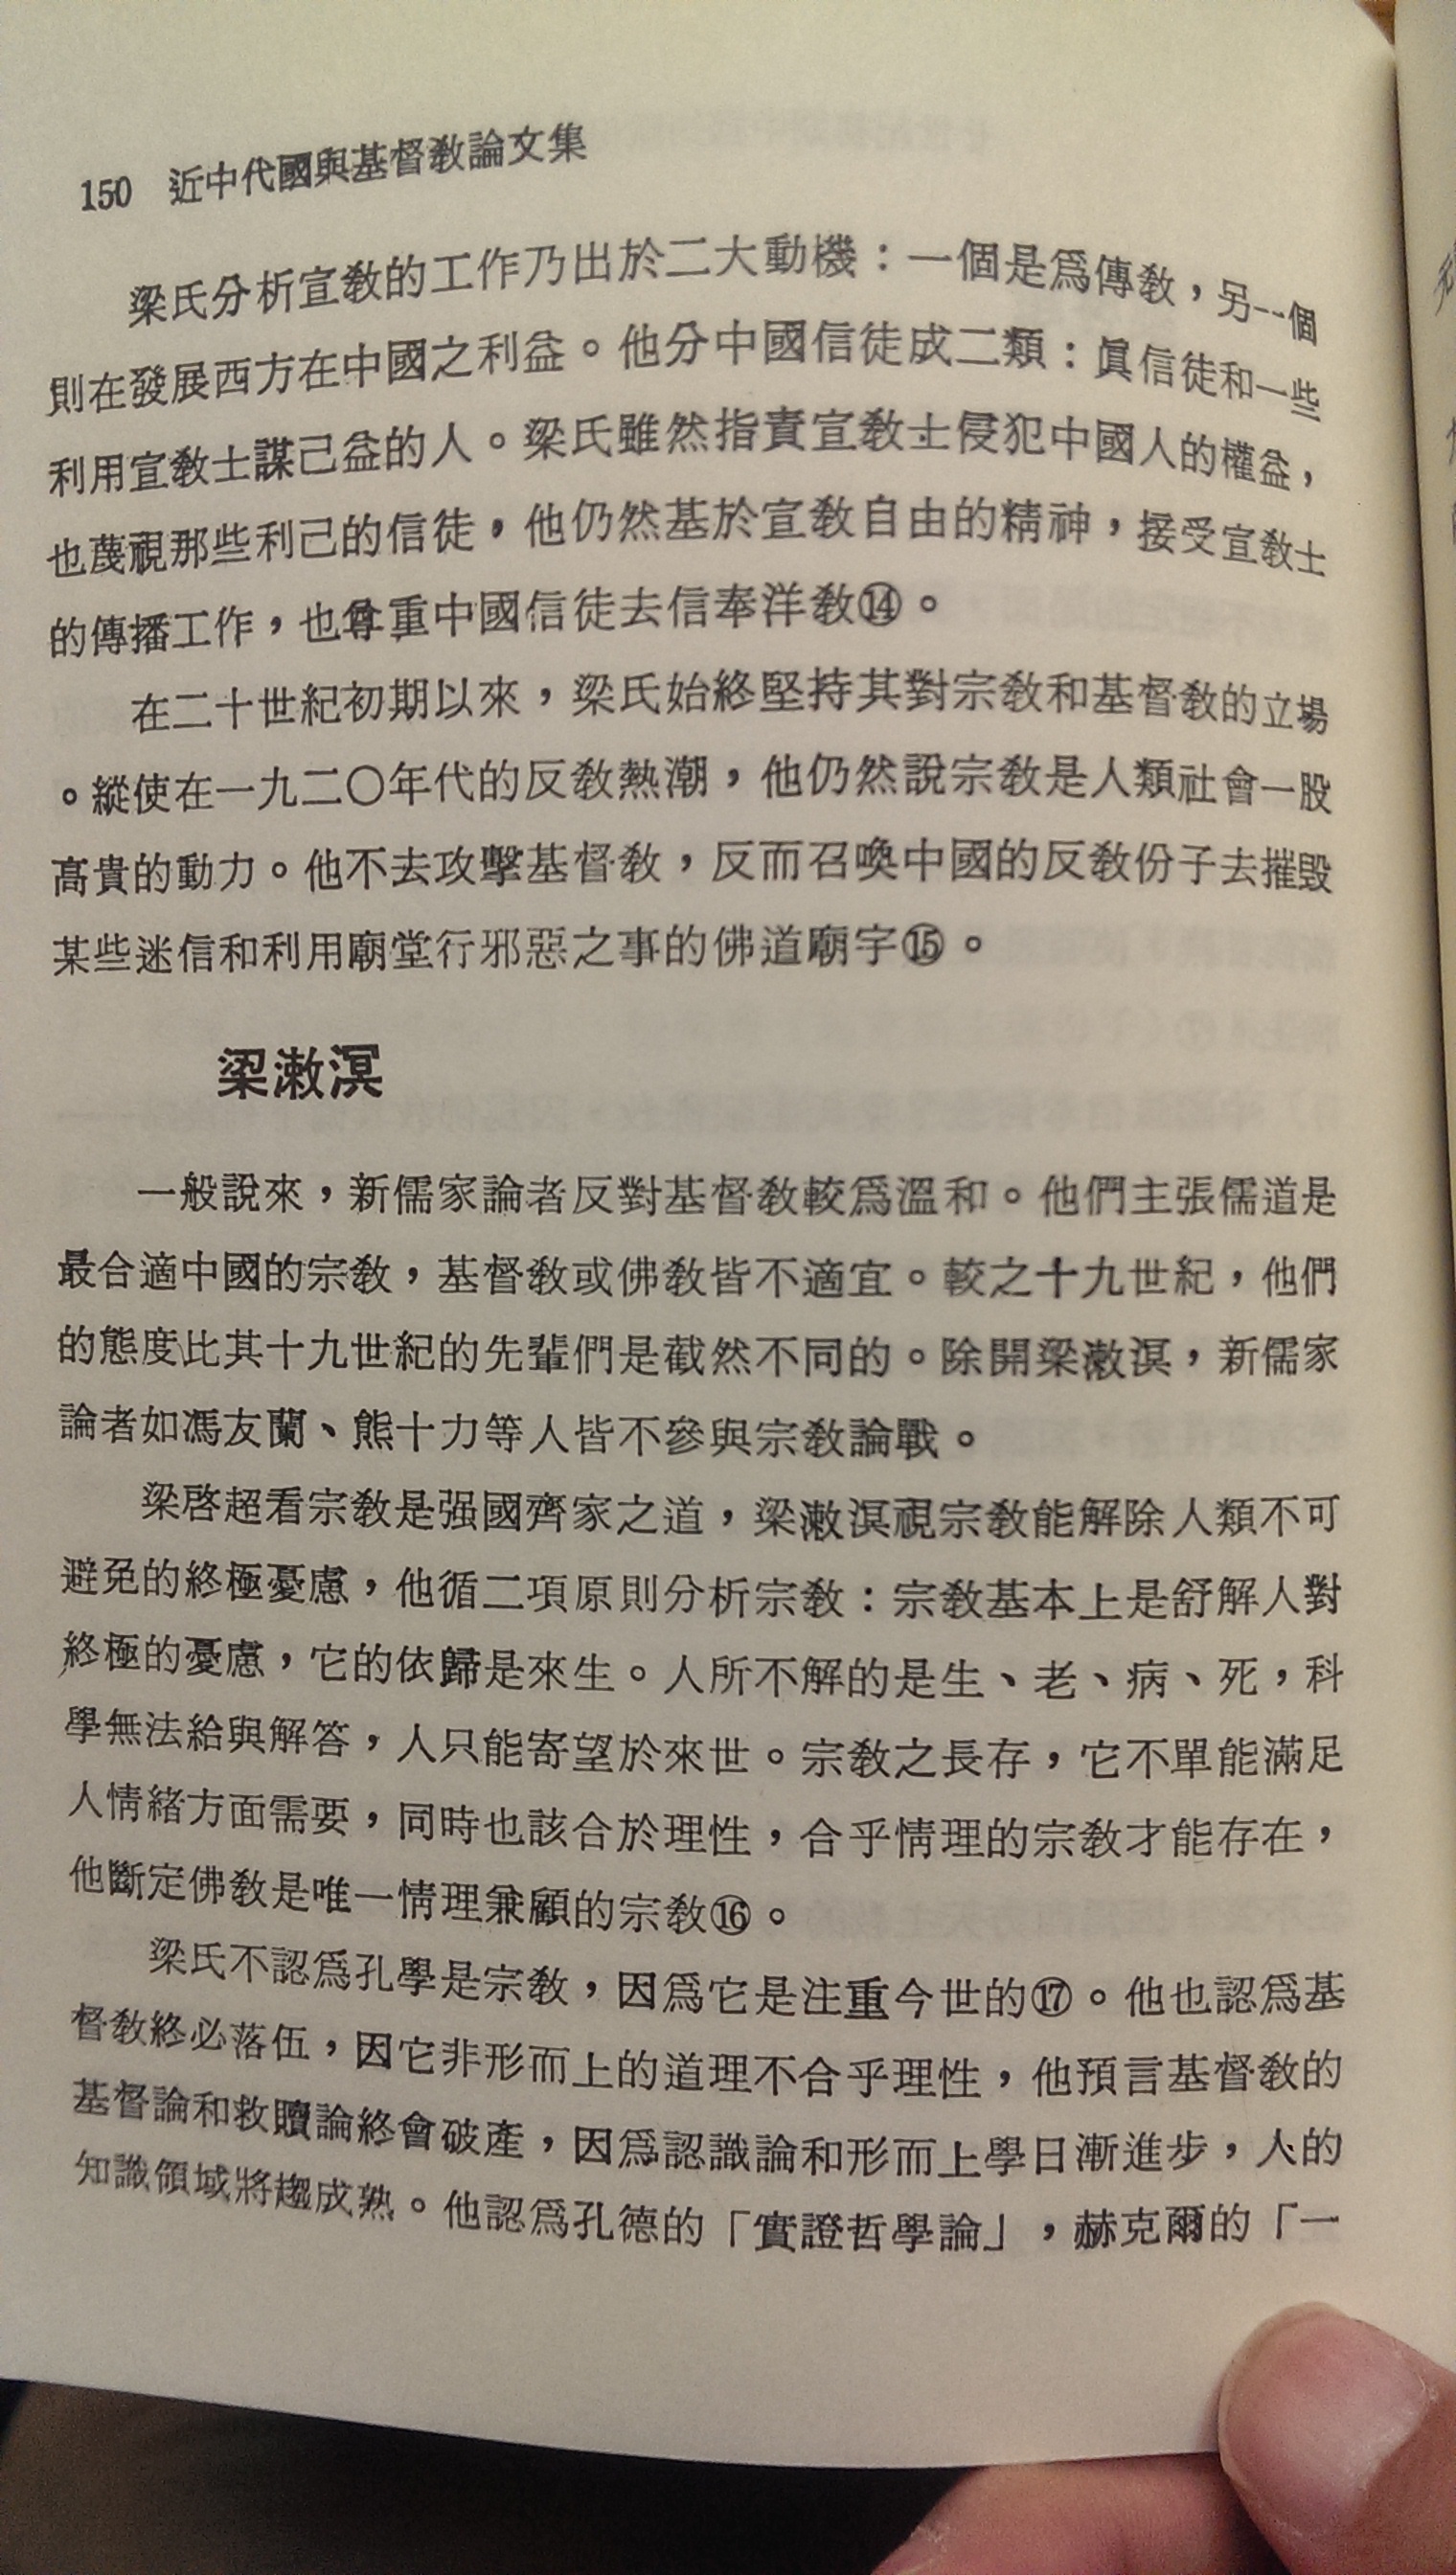 150 近中代國與基督教論文集
梁氏分析宣教的工作乃出於二大動機：一個是爲傳教，另一個
則在發展西方在中國之利益。他分中國信徒成二類：眞信徒和一些
利用宣教士謀己益的人。梁氏雖然指責宣教士侵犯中國人的權益，
也蔑視那些利己的信徒，他仍然基於宣教自由的精神，接受宣教士
的傳播工作，也尊重中國信徒去信奉洋教⑭。
在二十世紀初期以來，梁氏始終堅持其對宗教和基督教的立場
。縱使在一九二〇年代的反教熱潮，他仍然說宗教是人類社會一股
高貴的動力。他不去攻擊基督教，反而召喚中國的反教份子去摧毀
某些迷信和利用廟堂行邪惡之事的佛道廟宇⑮。
梁漱溟
一般說來，新儒家論者反對基督教較爲溫和。他們主張儒道是
最合適中國的宗教，基督教或佛教皆不適宜。較之十九世紀，他們
的態度比其十九世紀的先輩們是截然不同的。除開梁漱溟，新儒家
論者如馮友蘭、熊十力等人皆不參與宗教論戰。
梁啓超看宗教是强國齊家之道，梁漱溟視宗教能解除人類不可
避免的終極憂慮，他循二項原則分析宗教：宗教基本上是舒解人對
終極的憂慮，它的依歸是來生。人所不解的是生、老、病、死，科
學無法給與解答，人只能寄望於來世。宗教之長存，它不單能滿足
人情緒方面需要，同時也該合於理性，合乎情理的宗教才能存在，
他斷定佛教是唯一情理兼顧的宗教⑯。
梁氏不認爲孔學是宗教，因爲它是注重今世的⑰。他也認爲基
督教終必落伍，因它非形而上的道理不合乎理性，他預言基督教的
基督論和救贖論終會破產，因爲認識論和形而上學日漸進步，人的
知識領域將趨成熟。他認爲孔德的「實證哲學論」，赫克爾的「一